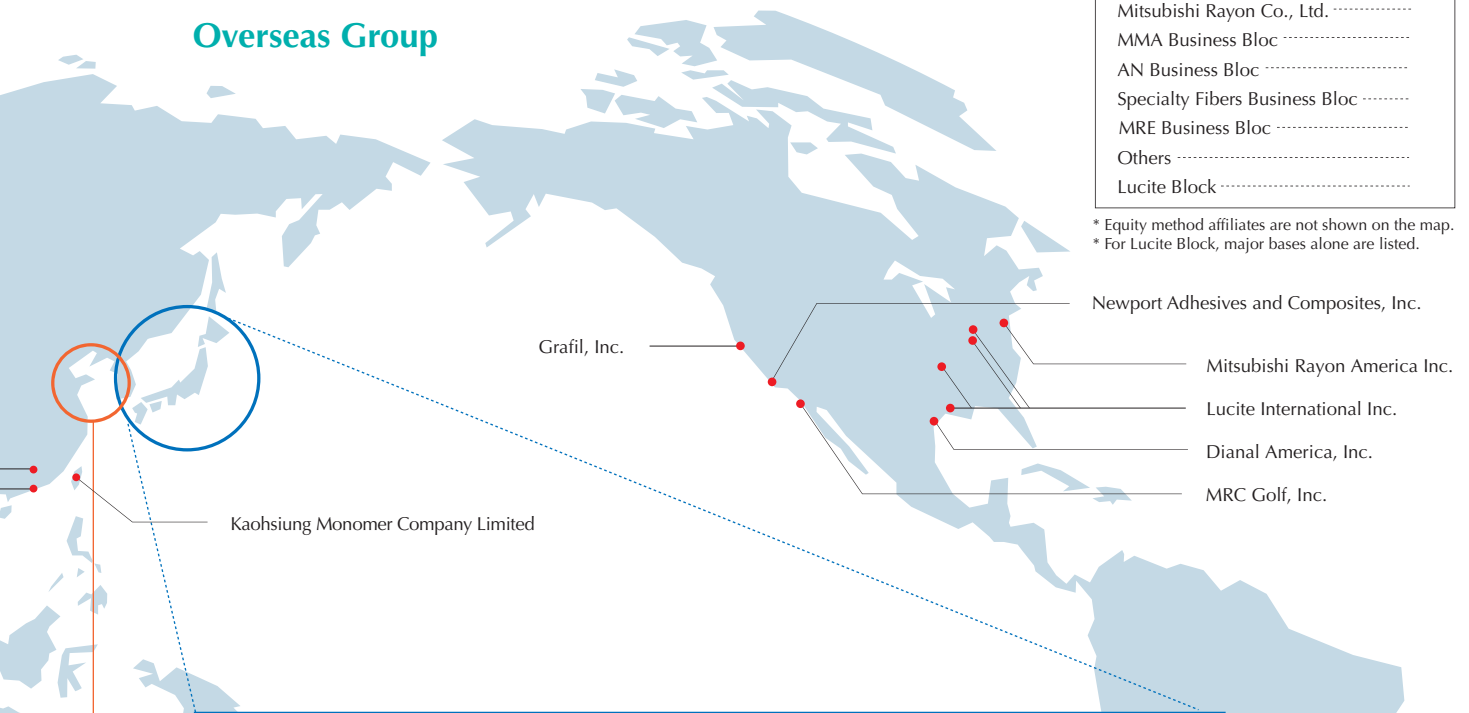 Overseas Group
Mitsubishi Rayon Co., Ltd.
MMA Business Bloc
AN Business Bloc
Specialty Fibers Business Bloc
MRE Business Bloc
Others
Lucite Block
* Equity method affiliates are not shown on the map.
* For Lucite Block, major bases alone are listed.
Newport Adhesives and Composites, Inc.
Grafil, Inc.
Mitsubishi Rayon America Inc.
Lucite International Inc.
Dianal America, Inc.
MRC Golf, Inc.
Kaohsiung Monomer Company Limited